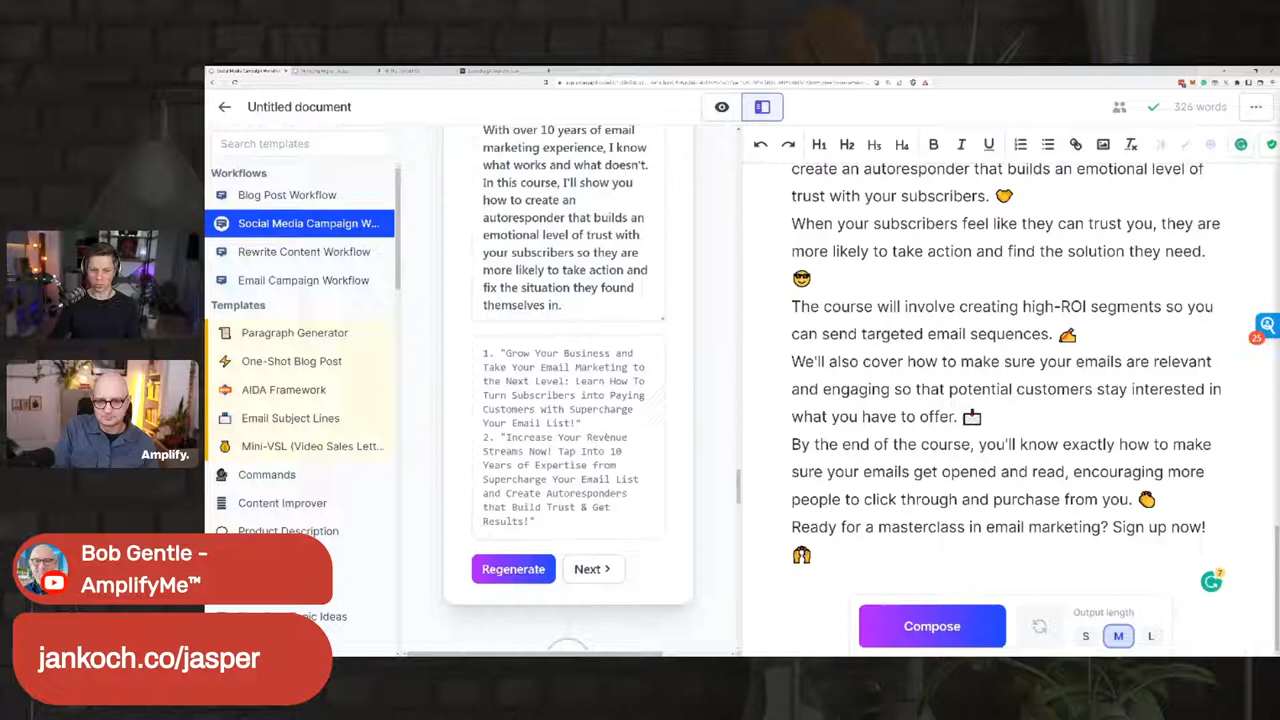 Untitled document
326 words
Search templates
Workflows
Blog Post Workflow
Social Media Campaign W...
Rewrite Content Workflow
Email Campaign Workflow
Templates
Paragraph Generator
One-Shot Blog Post
AIDA Framework
Email Subject Lines
Mini-VSL (Video Sales Lett...
Commands
Content Improver
Product Description
Ideas
With over 10 years of email
marketing experience, I know
what works and what doesn't.
In this course, I'll show you
how to create an
autoresponder that builds an
emotional level of trust with
your subscribers so they are
more likely to take action and
fix the situation they found
themselves in.
1. "Grow Your Business and
Take Your Email Marketing to
the Next Level: Learn How To
Turn Subscribers into Paying
Customers with Supercharge
Your Email List!"
2. "Increase Your Revenue
Streams Now! Tap Into 10
Years of Expertise from
Supercharge Your Email List
and Create Autoresponders
that Build Trust & Get
Results!"
Regenerate
Next >
H1 H2 H3 H4 B I U
create an autoresponder that builds an emotional level of
trust with your subscribers. 🤝
When your subscribers feel like they can trust you, they are
more likely to take action and find the solution they need.
😎
The course will involve creating high-ROI segments so you
can send targeted email sequences. ✍
We'll also cover how to make sure your emails are relevant
and engaging so that potential customers stay interested in
what you have to offer. 📩
By the end of the course, you'll know exactly how to make
sure your emails get opened and read, encouraging more
people to click through and purchase from you. 👏
Ready for a masterclass in email marketing? Sign up now!
🙌
7
25
Compose
Output length
S M L
Amplify.
Bob Gentle -
AmplifyMe™
jankoch.co/jasper